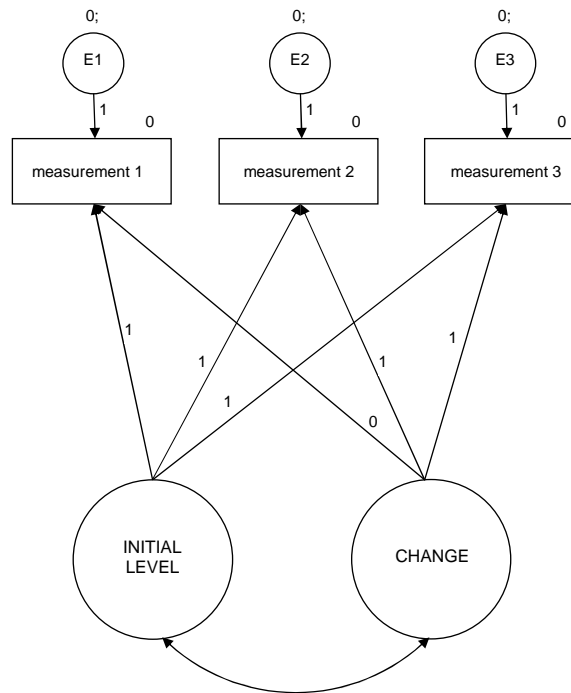 0; 0; 0;
E1 E2 E3
1 1 1
0 0 0
measurement 1 measurement 2 measurement 3
1 1 1 1
1 0
INITIAL
LEVEL
CHANGE